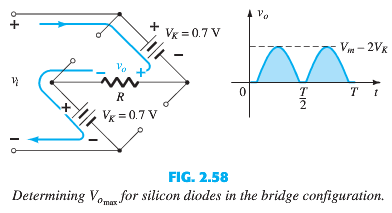 +
+ V_K = 0.7 V
−
v_i
− v_o +
R
+ V_K = 0.7 V
−
−
v_o
V_m − 2V_K
0 T/2 T t
FIG. 2.58
Determining V_omax for silicon diodes in the bridge configuration.